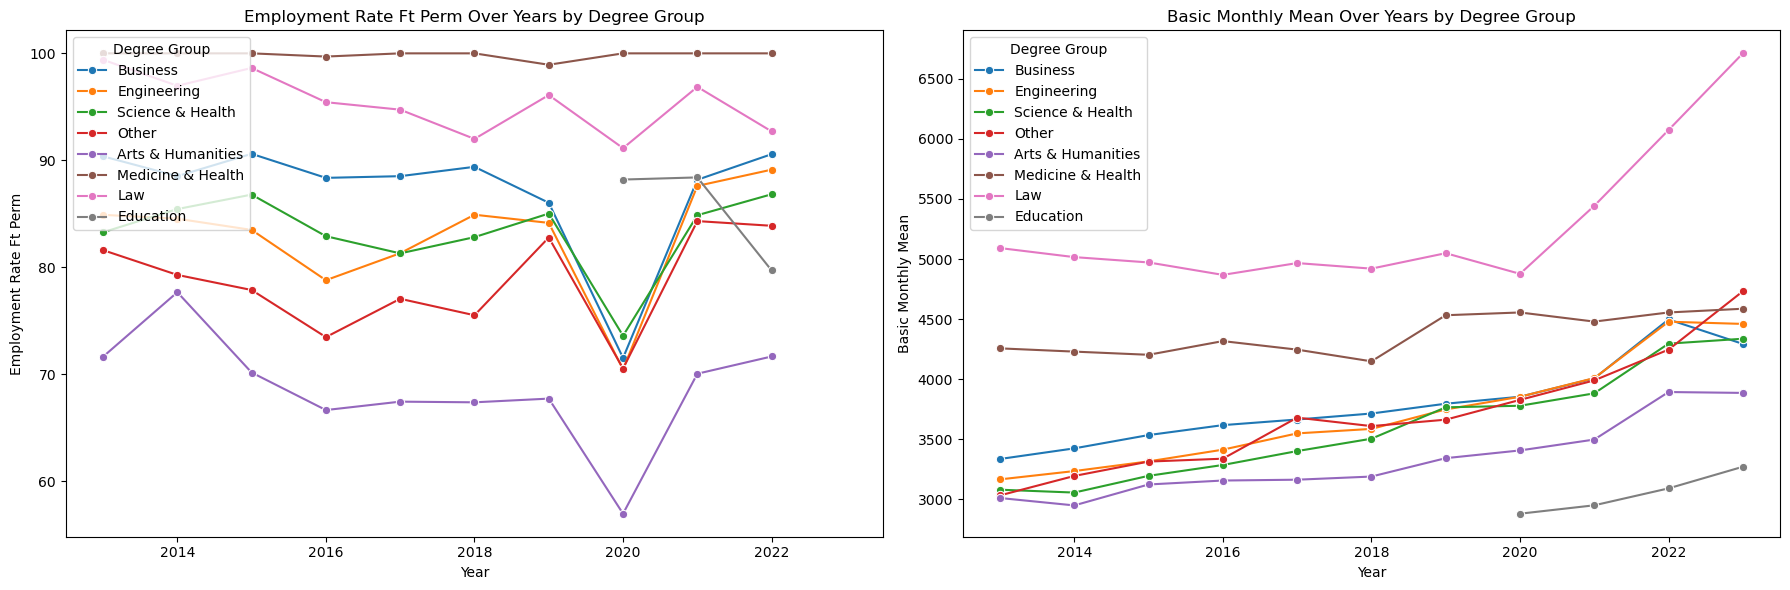 Employment Rate Ft Perm Over Years by Degree Group
Employment Rate Ft Perm
100
90
80
70
60
Degree Group
Business
Engineering
Science & Health
Other
Arts & Humanities
Medicine & Health
Law
Education
2014 2016 2018 2020 2022
Year
Basic Monthly Mean Over Years by Degree Group
Basic Monthly Mean
6500
6000
5500
5000
4500
4000
3500
3000
Degree Group
Business
Engineering
Science & Health
Other
Arts & Humanities
Medicine & Health
Law
Education
2014 2016 2018 2020 2022
Year